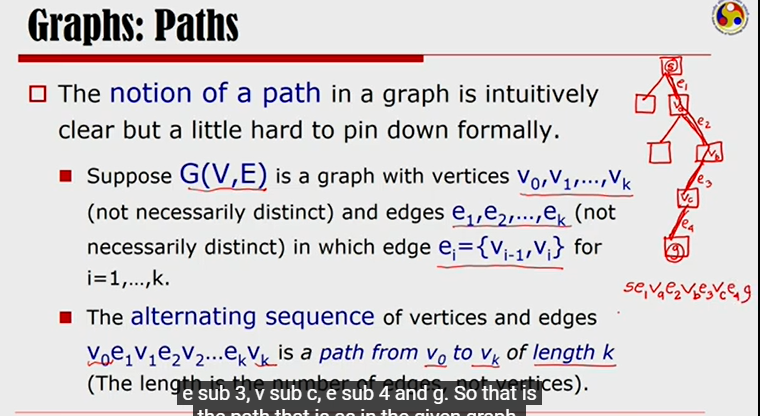 Graphs: Paths
The notion of a path in a graph is intuitively
clear but a little hard to pin down formally.
Suppose G(V,E) is a graph with vertices v₀,v₁,...,vₖ
(not necessarily distinct) and edges e₁,e₂,...,eₖ (not
necessarily distinct) in which edge eᵢ={vᵢ₋₁,vᵢ} for
i=1,...,k.
The alternating sequence of vertices and edges
v₀e₁v₁e₂v₂...eₖvₖ is a path from v₀ to vₖ of length k
(The length is the number of edges, not vertices).
s
e₁
va
e₂
vb
e₃
vc
e₄
g
se₁vae₂vbe₃vce₄g
e sub 3, v sub c, e sub 4 and g. So that is
the path that is as in the given graph